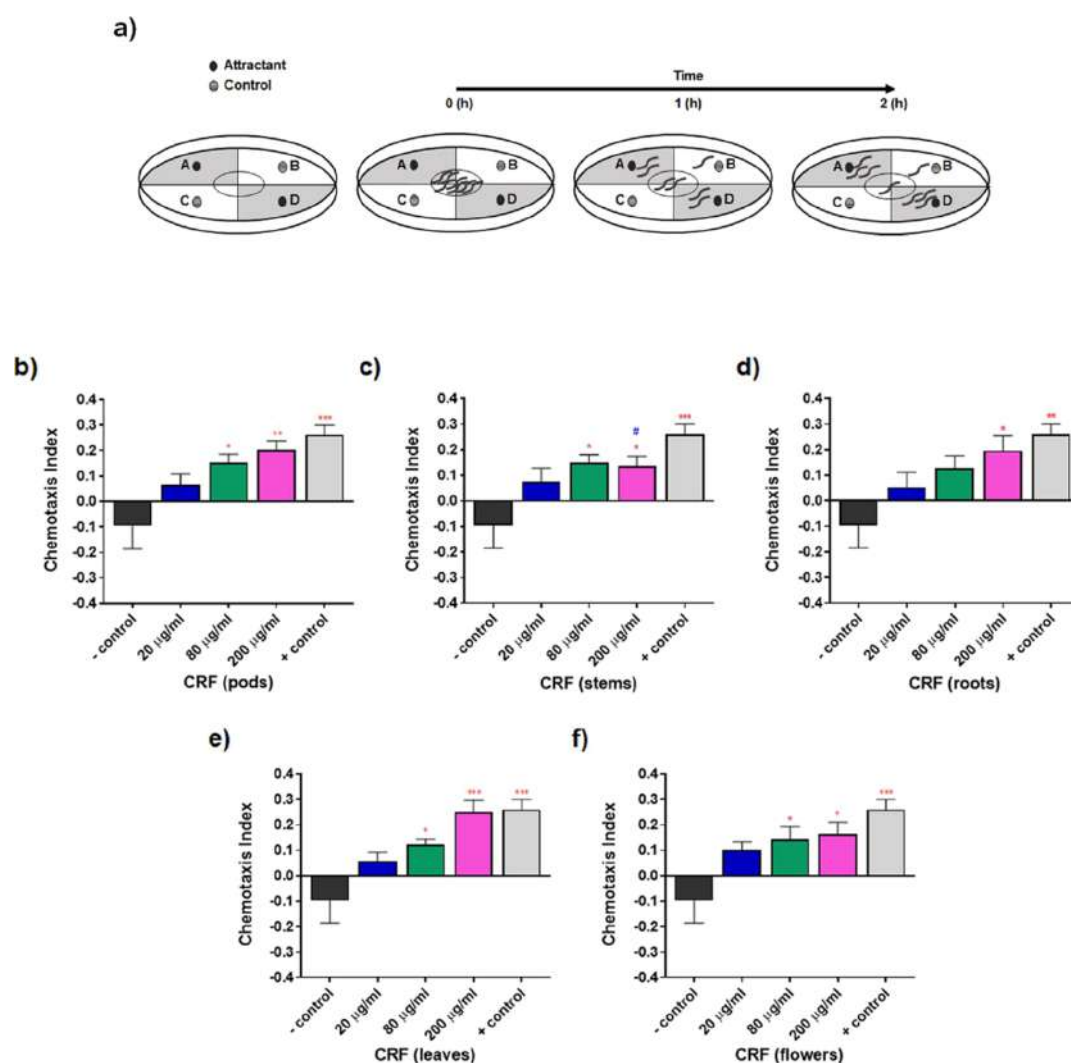 a)
Attractant
Control
Time
0 (h)
1 (h)
2 (h)
A
B
C
D
A
B
C
D
A
B
C
D
A
B
C
D
b)
Chemotaxis Index
0.4
0.3
0.2
0.1
0.0
-0.1
-0.2
-0.3
-0.4
*
**
***
- control
20 µg/ml
80 µg/ml
200 µg/ml
+ control
CRF (pods)
c)
Chemotaxis Index
0.4
0.3
0.2
0.1
0.0
-0.1
-0.2
-0.3
-0.4
*
#
*
***
- control
20 µg/ml
80 µg/ml
200 µg/ml
+ control
CRF (stems)
d)
Chemotaxis Index
0.4
0.3
0.2
0.1
0.0
-0.1
-0.2
-0.3
-0.4
*
**
- control
20 µg/ml
80 µg/ml
200 µg/ml
+ control
CRF (roots)
e)
Chemotaxis Index
0.4
0.3
0.2
0.1
0.0
-0.1
-0.2
-0.3
-0.4
*
***
***
- control
20 µg/ml
80 µg/ml
200 µg/ml
+ control
CRF (leaves)
f)
Chemotaxis Index
0.4
0.3
0.2
0.1
0.0
-0.1
-0.2
-0.3
-0.4
*
*
***
- control
20 µg/ml
80 µg/ml
200 µg/ml
+ control
CRF (flowers)